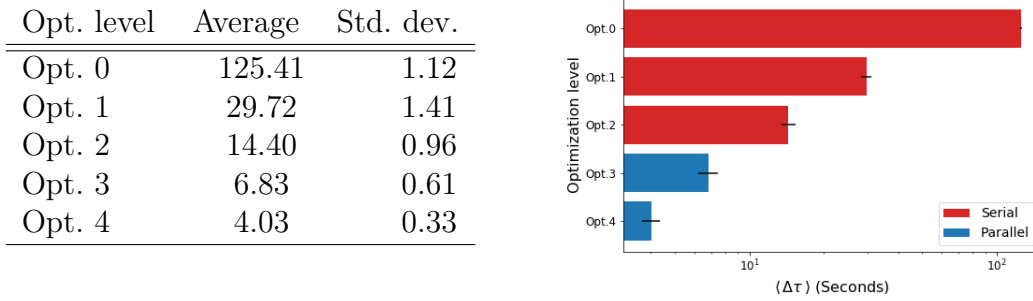 Opt. level Average Std. dev.
Opt. 0 125.41 1.12
Opt. 1 29.72 1.41
Opt. 2 14.40 0.96
Opt. 3 6.83 0.61
Opt. 4 4.03 0.33
Optimization level
Opt.0
Opt.1
Opt.2
Opt.3
Opt.4
Serial
Parallel
10¹ 10²
⟨Δτ⟩ (Seconds)